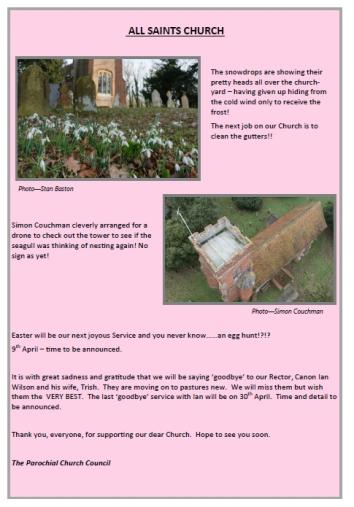 ALL SAINTS CHURCH
The snowdrops are showing their
pretty heads all over the church-
yard – having given up hiding from
the cold wind only to receive the
frost!
The next job on our Church is to
clean the gutters!!
Photo—Stan Baston
Simon Couchman cleverly arranged for a
drone to check out the tower to see if the
seagull was thinking of nesting again! No
sign as yet!
Photo—Simon Couchman
Easter will be our next joyous Service and you never know……an egg hunt!?!?
9th April – time to be announced.
It is with great sadness and gratitude that we will be saying ‘goodbye’ to our Rector, Canon Ian
Wilson and his wife, Trish. They are moving on to pastures new. We will miss them but wish
them the VERY BEST. The last ‘goodbye’ service with Ian will be on 30th April. Time and detail to
be announced.
Thank you, everyone, for supporting our dear Church. Hope to see you soon.
The Parochial Church Council